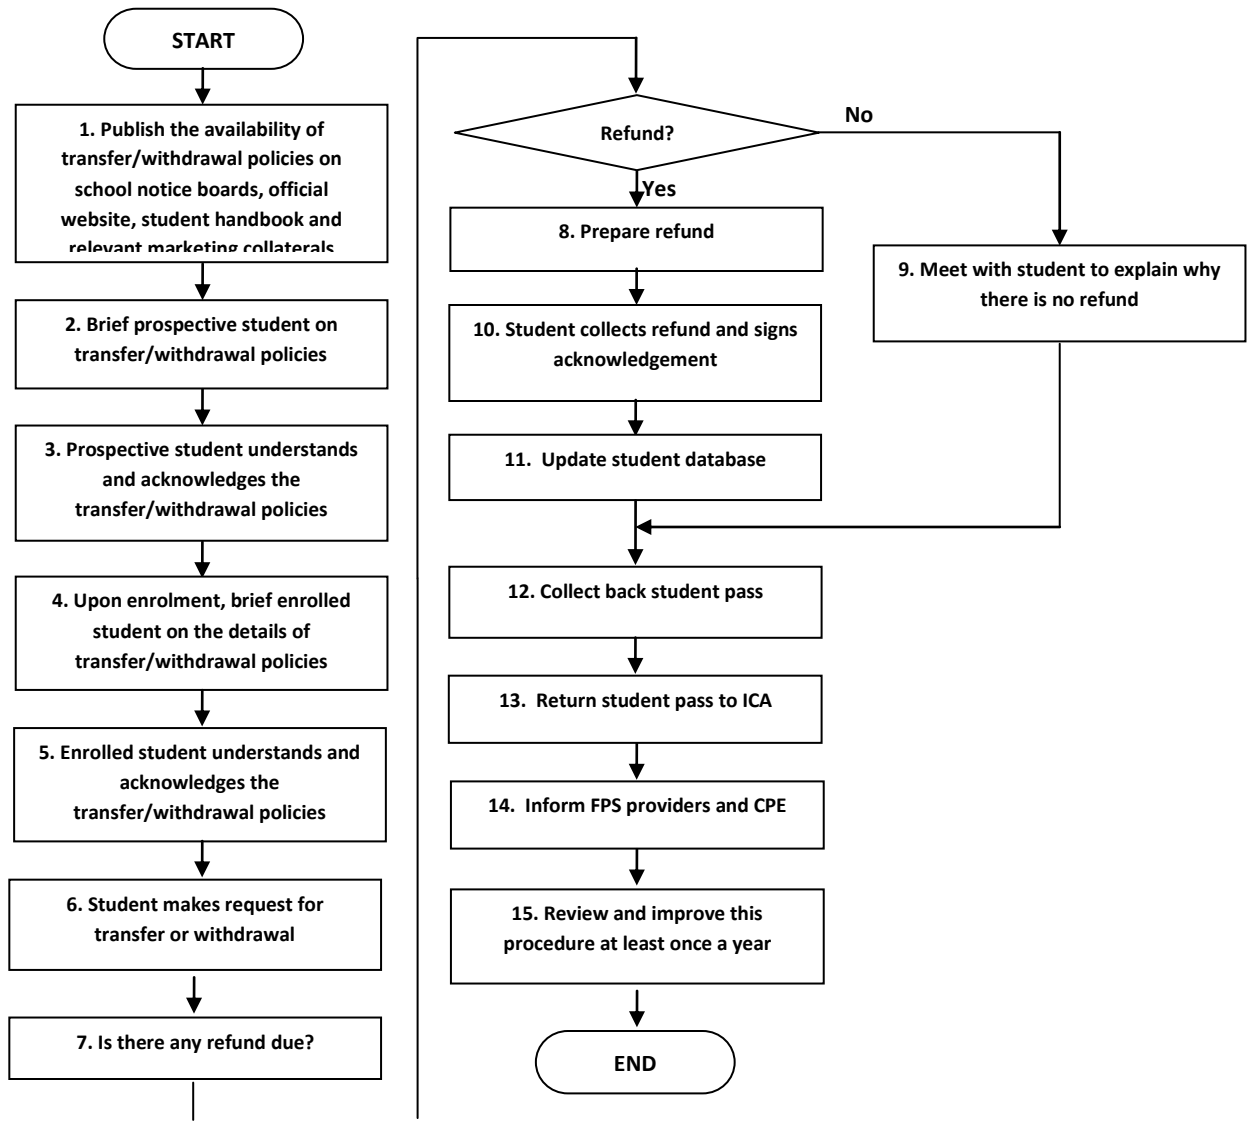 START
1. Publish the availability of
transfer/withdrawal policies on
school notice boards, official
website, student handbook and
relevant marketing collaterals
2. Brief prospective student on
transfer/withdrawal policies
3. Prospective student understands
and acknowledges the
transfer/withdrawal policies
4. Upon enrolment, brief enrolled
student on the details of
transfer/withdrawal policies
5. Enrolled student understands and
acknowledges the
transfer/withdrawal policies
6. Student makes request for
transfer or withdrawal
7. Is there any refund due?
Refund?
No
Yes
8. Prepare refund
9. Meet with student to explain why
there is no refund
10. Student collects refund and signs
acknowledgement
11. Update student database
12. Collect back student pass
13. Return student pass to ICA
14. Inform FPS providers and CPE
15. Review and improve this
procedure at least once a year
END